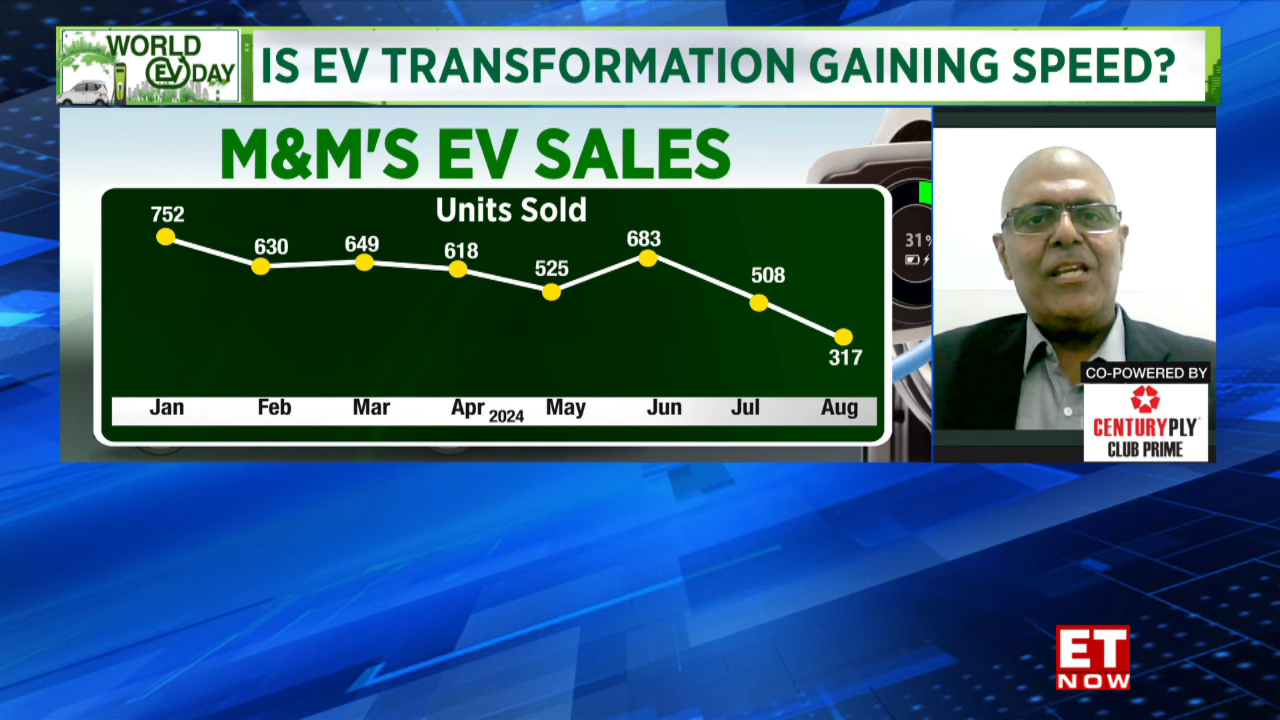 WORLD
EV DAY
IS EV TRANSFORMATION GAINING SPEED?
M&M'S EV SALES
Units Sold
752
630
649
618
525
683
508
317
Jan Feb Mar Apr 2024 May Jun Jul Aug
31%
CO-POWERED BY
CENTURYPLY
CLUB PRIME
ET
NOW